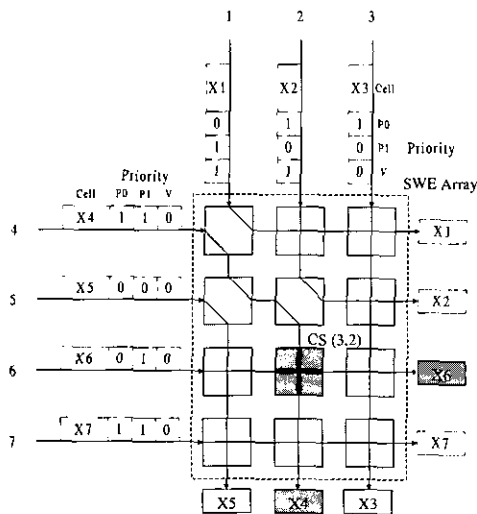 1 2 3
X1 X2 X3 Cell
0 1 1 P0
1 0 0 P1 Priority
1 1 0 V
SWE Array
Priority
Cell P0 P1 V
4 X4 1 1 0 X1
5 X5 0 0 0 X2
CS (3,2)
6 X6 0 1 0 X6
7 X7 1 1 0 X7
X5 X4 X3